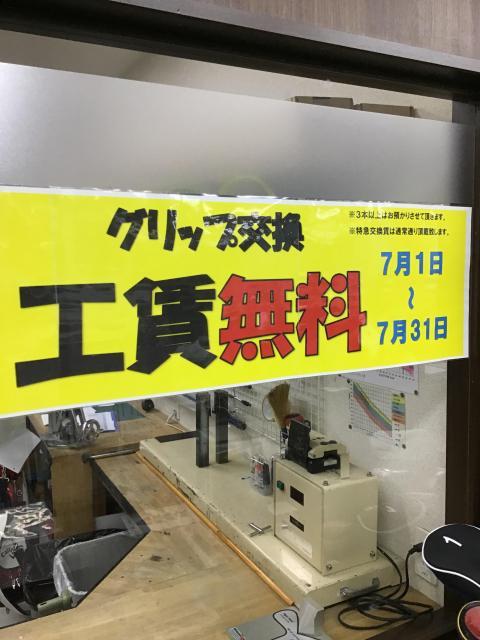 グリップ交換
※3本以上はお預かりさせて頂きます。
※特急交換賃は通常通り頂戴致します。
工賃無料
7月1日
～
7月31日
1